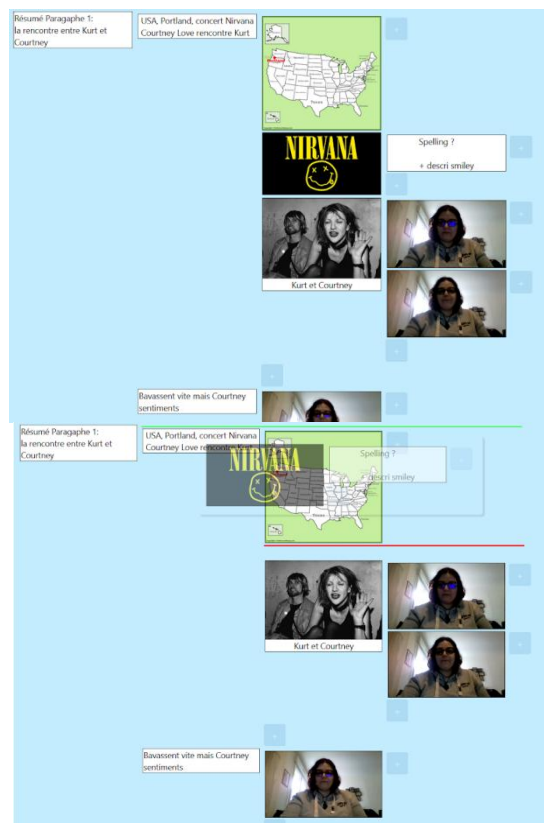 Résumé Paragaphe 1:
la rencontre entre Kurt et
Courtney
USA, Portland, concert Nirvana
Courtney Love rencontre Kurt
NIRVANA
Spelling ?
+ descri smiley
Kurt et Courtney
Bavassent vite mais Courtney
sentiments
Résumé Paragaphe 1:
la rencontre entre Kurt et
Courtney
USA, Portland, concert Nirvana
Courtney Love rencontre Kurt
NIRVANA
Spelling ?
+ descri smiley
Kurt et Courtney
Bavassent vite mais Courtney
sentiments